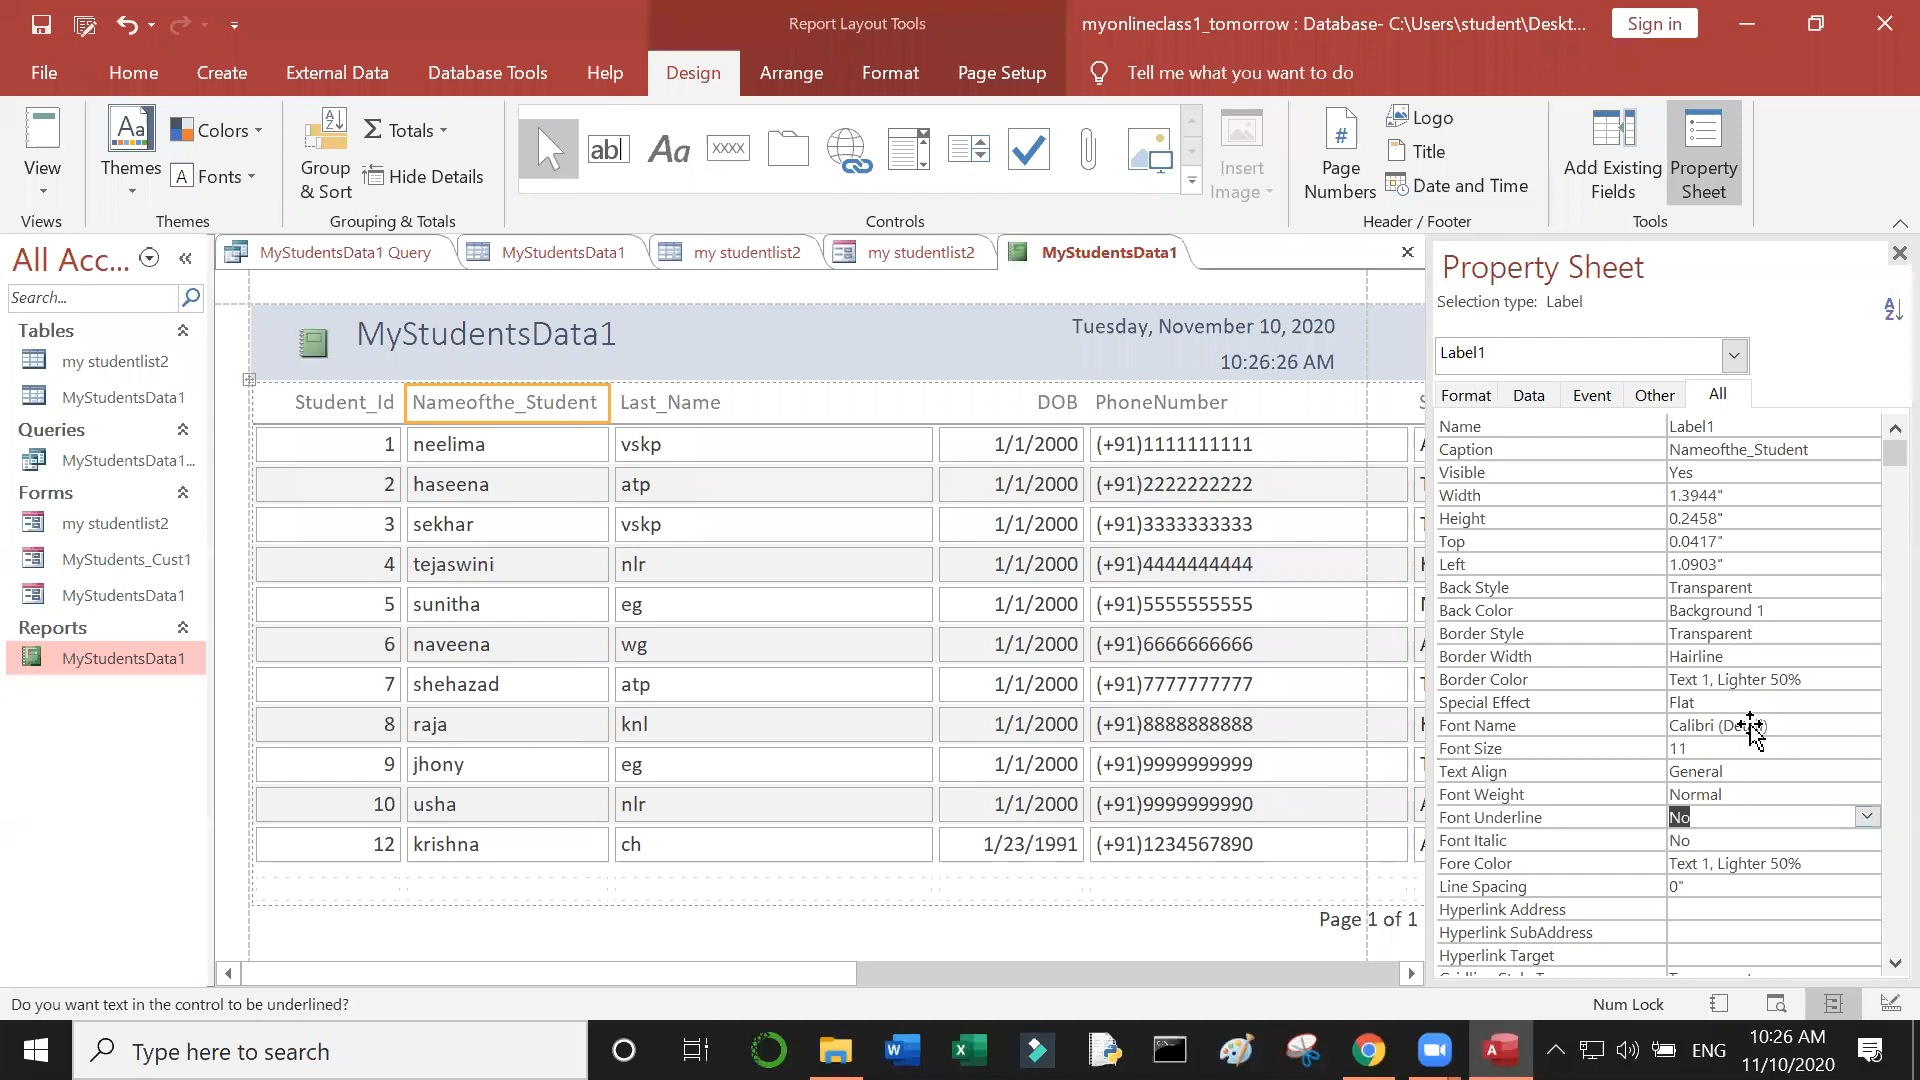 Report Layout Tools
myonlineclass1_tomorrow : Database- C:\Users\student\Deskt...
Sign in
File
Home
Create
External Data
Database Tools
Help
Design
Arrange
Format
Page Setup
Tell me what you want to do
View
Views
Aa
Themes
Colors
A Fonts
Themes
Group
& Sort
Σ Totals
Hide Details
Grouping & Totals
ab|
Aa
XXXX
Controls
Insert
Image
#
Page
Numbers
Logo
Title
Date and Time
Header / Footer
Add Existing
Fields
Property
Sheet
Tools
All Acc...
Search...
Tables
my studentlist2
MyStudentsData1
Queries
MyStudentsData1...
Forms
my studentlist2
MyStudents_Cust1
MyStudentsData1
Reports
MyStudentsData1
MyStudentsData1 Query
MyStudentsData1
my studentlist2
my studentlist2
MyStudentsData1
MyStudentsData1
Tuesday, November 10, 2020
10:26:26 AM
Student_Id Nameofthe_Student Last_Name DOB PhoneNumber S
1 neelima vskp 1/1/2000 (+91)1111111111
2 haseena atp 1/1/2000 (+91)2222222222
3 sekhar vskp 1/1/2000 (+91)3333333333
4 tejaswini nlr 1/1/2000 (+91)4444444444
5 sunitha eg 1/1/2000 (+91)5555555555
6 naveena wg 1/1/2000 (+91)6666666666
7 shehazad atp 1/1/2000 (+91)7777777777
8 raja knl 1/1/2000 (+91)8888888888
9 jhony eg 1/1/2000 (+91)9999999999
10 usha nlr 1/1/2000 (+91)9999999990
12 krishna ch 1/23/1991 (+91)1234567890
Page 1 of 1
Property Sheet
Selection type: Label
Label1
Format Data Event Other All
Name Label1
Caption Nameofthe_Student
Visible Yes
Width 1.3944"
Height 0.2458"
Top 0.0417"
Left 1.0903"
Back Style Transparent
Back Color Background 1
Border Style Transparent
Border Width Hairline
Border Color Text 1, Lighter 50%
Special Effect Flat
Font Name Calibri
Font Size 11
Text Align General
Font Weight Normal
Font Underline No
Font Italic No
Fore Color Text 1, Lighter 50%
Line Spacing 0"
Hyperlink Address
Hyperlink SubAddress
Hyperlink Target
Do you want text in the control to be underlined?
Num Lock
Type here to search
ENG
10:26 AM
11/10/2020